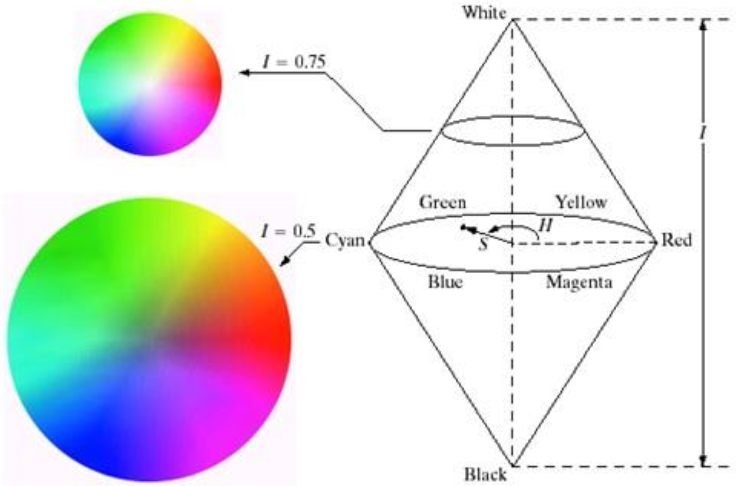 White
I = 0.75
I
Green Yellow
I = 0.5
Cyan
H
S
Red
Blue Magenta
Black